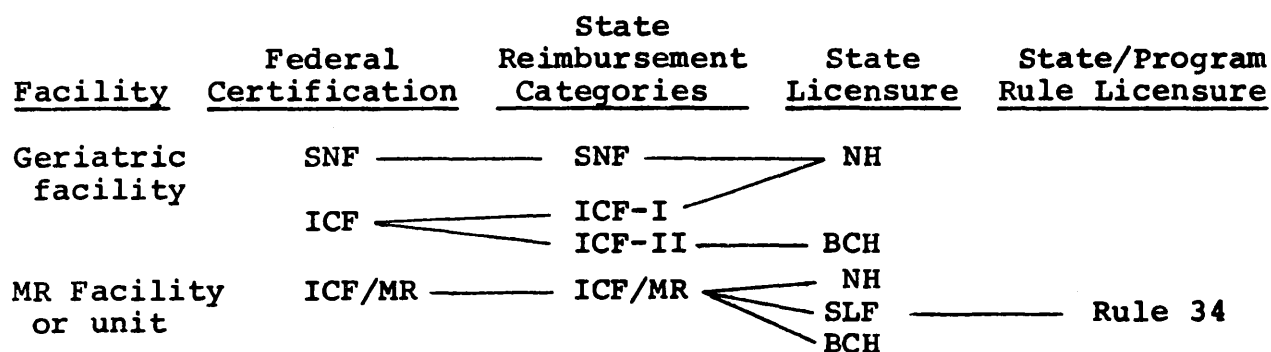 State
Federal Reimbursement State State/Program
Facility Certification Categories Licensure Rule Licensure
Geriatric SNF SNF NH
facility
ICF-I
ICF
ICF-II BCH
NH
MR Facility ICF/MR ICF/MR
or unit SLF Rule 34
BCH